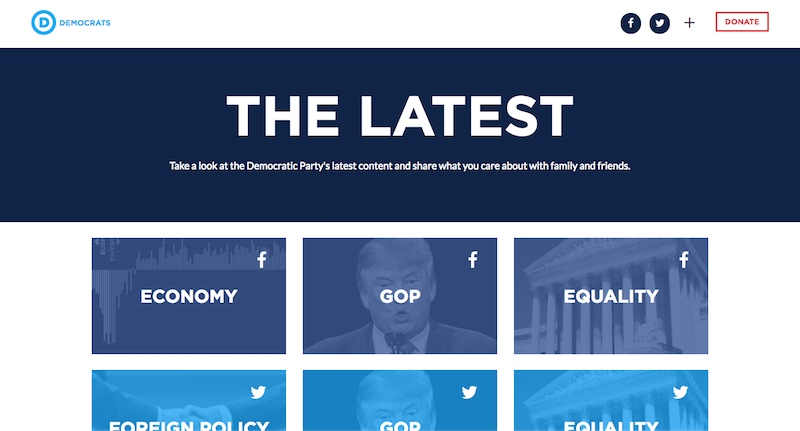 D DEMOCRATS
DONATE
THE LATEST
Take a look at the Democratic Party's latest content and share what you care about with family and friends.
ECONOMY
GOP
EQUALITY
FOREIGN POLICY
GOP
EQUALITY